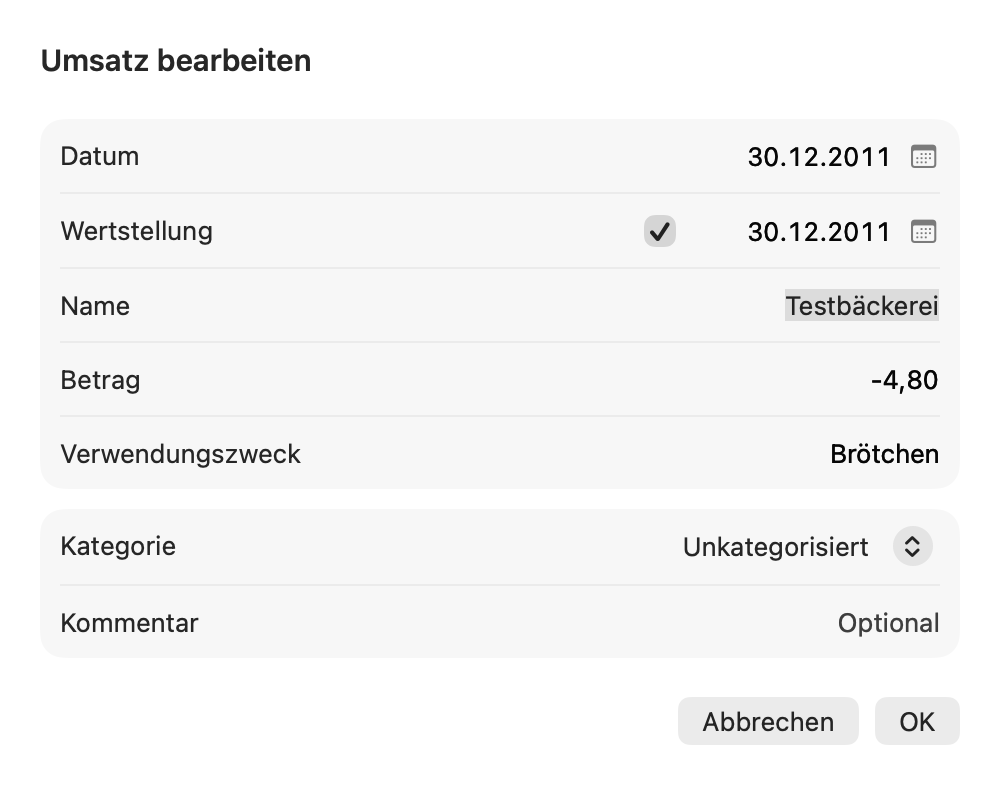 Umsatz bearbeiten
Datum 30.12.2011
Wertstellung 30.12.2011
Name Testbäckerei
Betrag -4,80
Verwendungszweck Brötchen
Kategorie Unkategorisiert
Kommentar Optional
Abbrechen OK